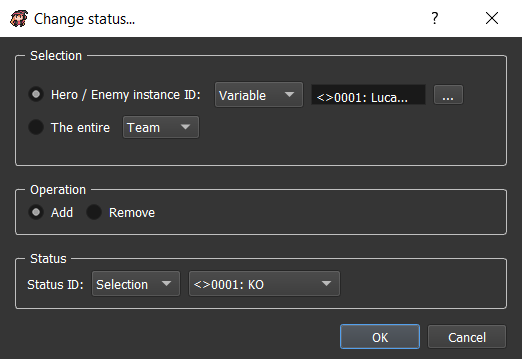 Change status...
?
Selection
Hero / Enemy instance ID: Variable <>0001: Luca... ...
The entire Team
Operation
Add Remove
Status
Status ID: Selection <>0001: KO
OK Cancel